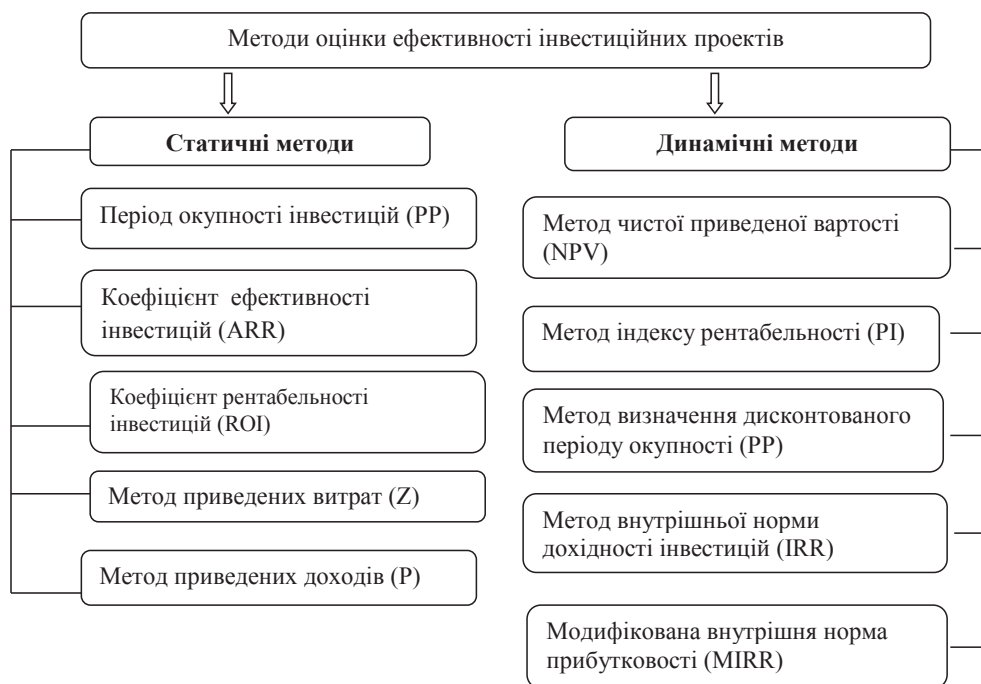 Методи оцінки ефективності інвестиційних проектів
Статичні методи
Період окупності інвестицій (PP)
Коефіцієнт ефективності
інвестицій (ARR)
Коефіцієнт рентабельності
інвестицій (ROI)
Метод приведених витрат (Z)
Метод приведених доходів (P)
Динамічні методи
Метод чистої приведеної вартості
(NPV)
Метод індексу рентабельності (PI)
Метод визначення дисконтованого
періоду окупності (PP)
Метод внутрішньої норми
дохідності інвестицій (IRR)
Модифікована внутрішня норма
прибутковості (MIRR)